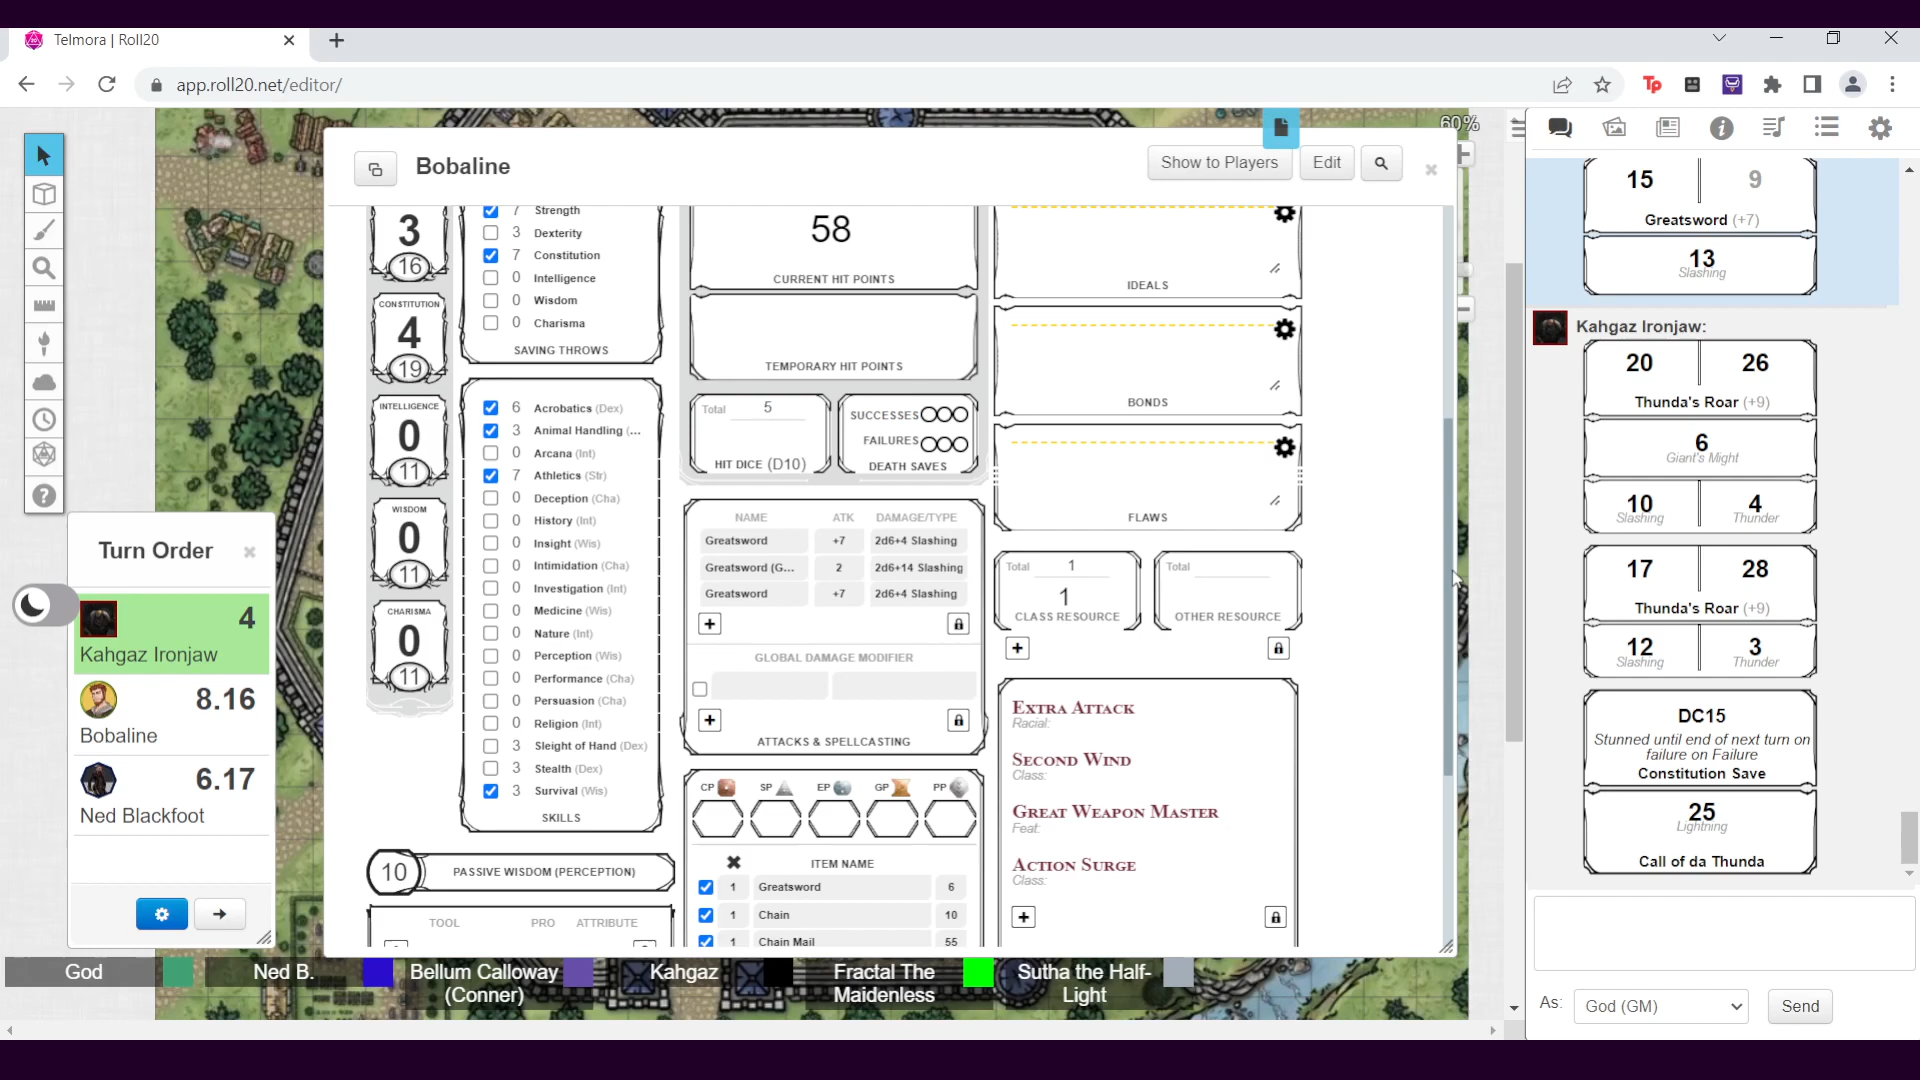 Telmora | Roll20
app.roll20.net/editor/
60%
Bobaline
Show to Players
Edit
3
16
CONSTITUTION
4
19
INTELLIGENCE
0
11
WISDOM
0
11
CHARISMA
0
11
7 Strength
3 Dexterity
7 Constitution
0 Intelligence
0 Wisdom
0 Charisma
SAVING THROWS
6 Acrobatics (Dex)
3 Animal Handling (...
0 Arcana (Int)
7 Athletics (Str)
0 Deception (Cha)
0 History (Int)
0 Insight (Wis)
0 Intimidation (Cha)
0 Investigation (Int)
0 Medicine (Wis)
0 Nature (Int)
0 Perception (Wis)
0 Performance (Cha)
0 Persuasion (Cha)
0 Religion (Int)
3 Sleight of Hand (Dex)
3 Stealth (Dex)
3 Survival (Wis)
SKILLS
10 PASSIVE WISDOM (PERCEPTION)
TOOL PRO ATTRIBUTE
58
CURRENT HIT POINTS
TEMPORARY HIT POINTS
Total 5
HIT DICE (D10)
SUCCESSES
FAILURES
DEATH SAVES
NAME ATK DAMAGE/TYPE
Greatsword +7 2d6+4 Slashing
Greatsword (G... 2 2d6+14 Slashing
Greatsword +7 2d6+4 Slashing
GLOBAL DAMAGE MODIFIER
ATTACKS & SPELLCASTING
CP SP EP GP PP
ITEM NAME
1 Greatsword 6
1 Chain 10
1 Chain Mail 55
IDEALS
BONDS
FLAWS
Total 1
1
CLASS RESOURCE
Total
OTHER RESOURCE
EXTRA ATTACK
Racial:
SECOND WIND
Class:
GREAT WEAPON MASTER
Feat:
ACTION SURGE
Class:
Turn Order
4
Kahgaz Ironjaw
8.16
Bobaline
6.17
Ned Blackfoot
God
Ned B.
Bellum Calloway
(Conner)
Kahgaz
Fractal The
Maidenless
Sutha the Half-
Light
15 9
Greatsword (+7)
13
Slashing
Kahgaz Ironjaw:
20 26
Thunda's Roar (+9)
6
Giant's Might
10 4
Slashing Thunder
17 28
Thunda's Roar (+9)
12 3
Slashing Thunder
DC15
Stunned until end of next turn on
failure on Failure
Constitution Save
25
Lightning
Call of da Thunda
As:
God (GM)
Send